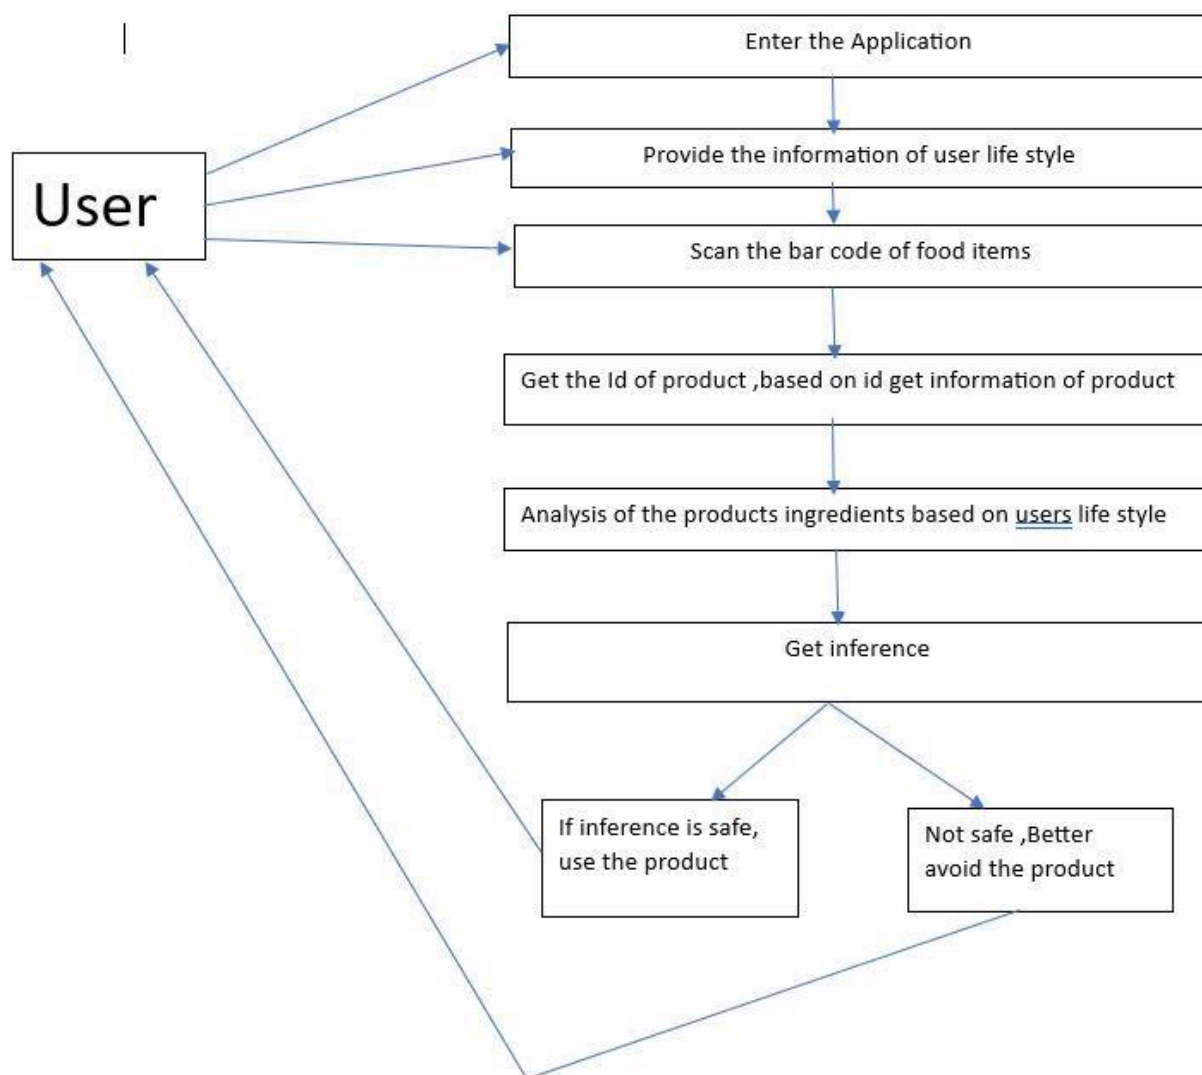 Enter the Application
Provide the information of user life style
User
Scan the bar code of food items
Get the Id of product ,based on id get information of product
Analysis of the products ingredients based on users life style
Get inference
If inference is safe,
use the product
Not safe ,Better
avoid the product